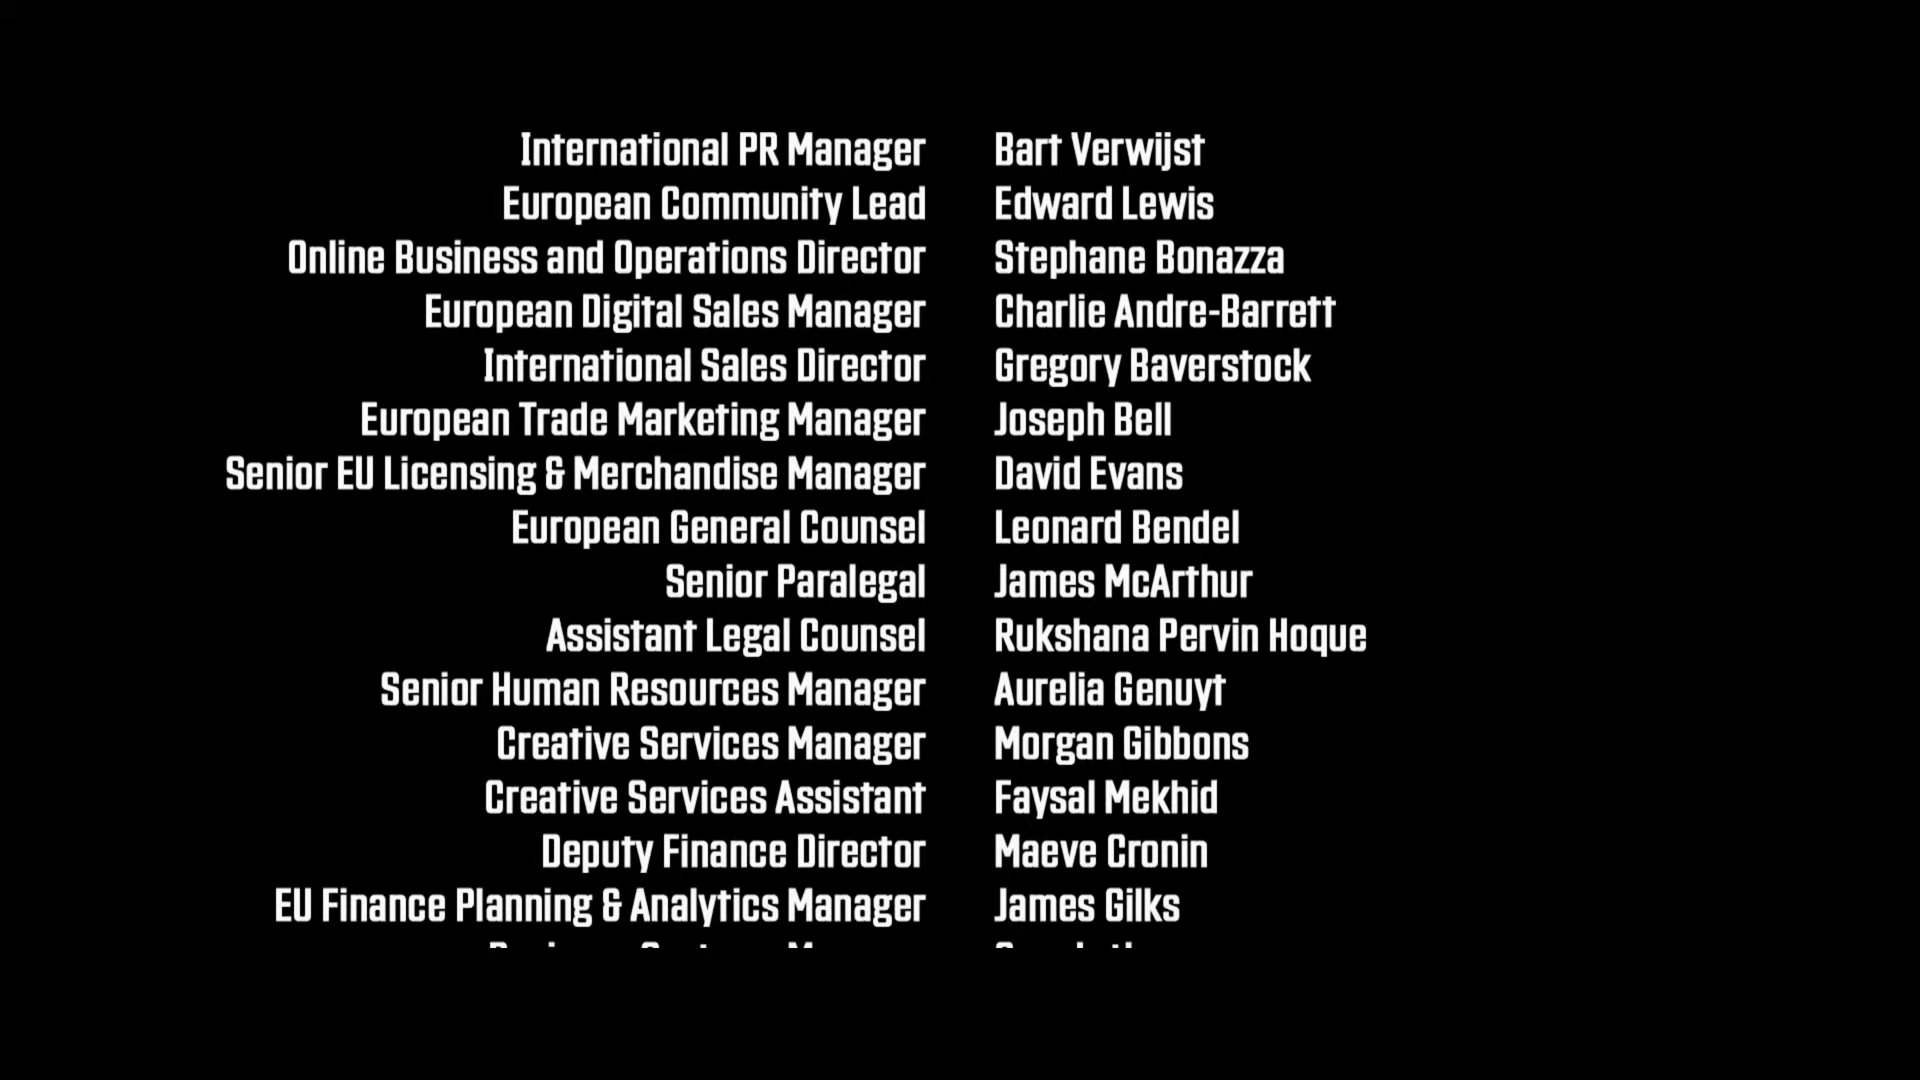 International PR Manager Bart Verwijst
European Community Lead Edward Lewis
Online Business and Operations Director Stephane Bonazza
European Digital Sales Manager Charlie Andre-Barrett
International Sales Director Gregory Baverstock
European Trade Marketing Manager Joseph Bell
Senior EU Licensing & Merchandise Manager David Evans
European General Counsel Leonard Bendel
Senior Paralegal James McArthur
Assistant Legal Counsel Rukshana Pervin Hoque
Senior Human Resources Manager Aurelia Genuyt
Creative Services Manager Morgan Gibbons
Creative Services Assistant Faysal Mekhid
Deputy Finance Director Maeve Cronin
EU Finance Planning & Analytics Manager James Gilks